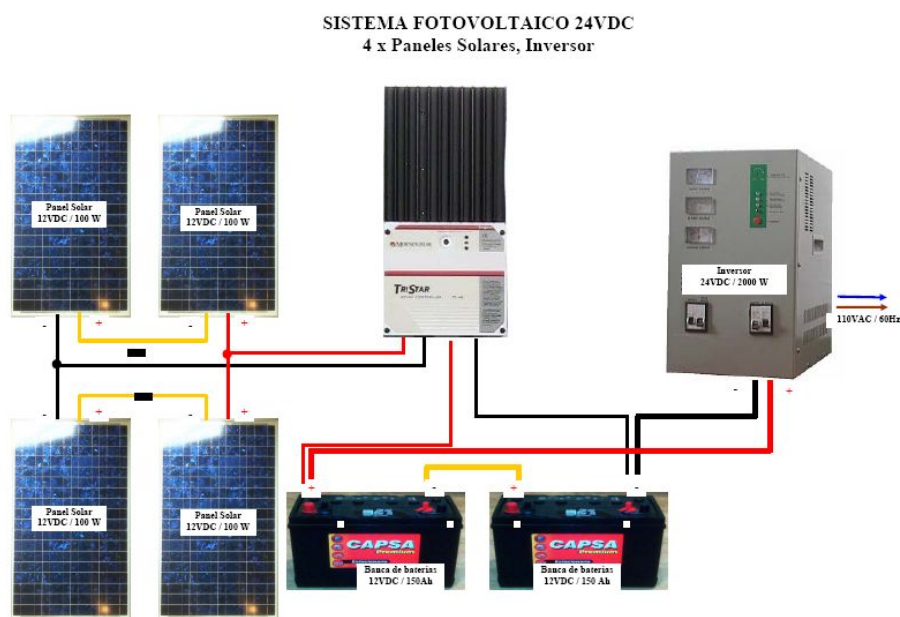 SISTEMA FOTOVOLTAICO 24VDC
4 x Paneles Solares, Inversor
Panel Solar
12VDC / 100 W
Panel Solar
12VDC / 100 W
TRISTAR
Inversor
24VDC / 2000 W
110VAC / 60Hz
- + - +
- +
- + - +
+ - + -
Panel Solar
12VDC / 100 W
Panel Solar
12VDC / 100 W
CAPSA
Premium
CAPSA
Premium
Banca de baterias
12VDC / 150Ah
Banca de baterias
12VDC / 150 Ah